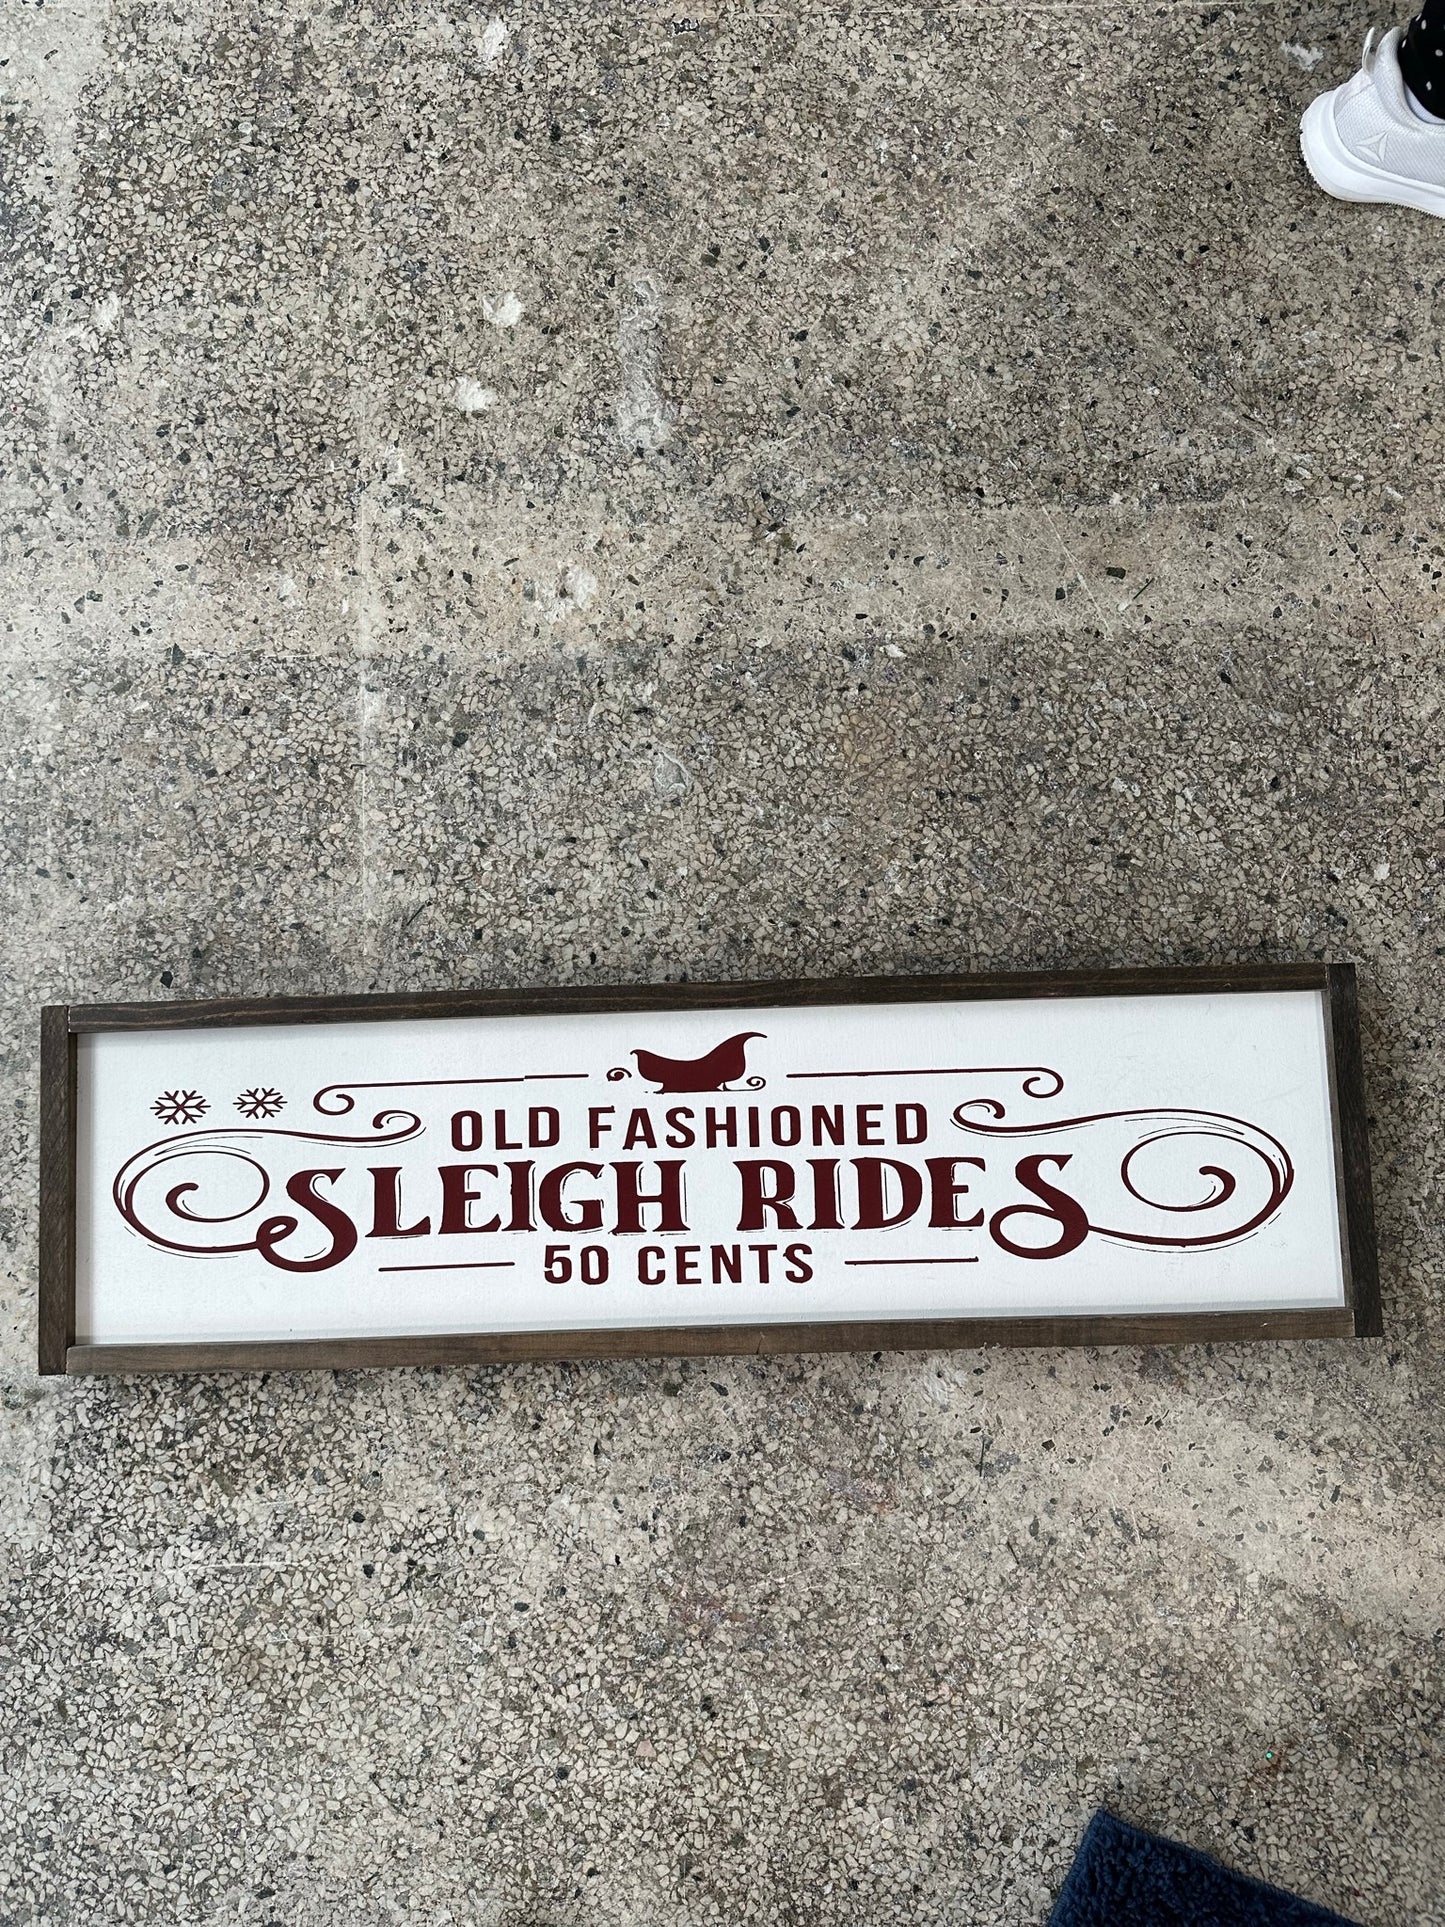 OLD FASHIONED
SLEIGH RIDES
50 CENTS